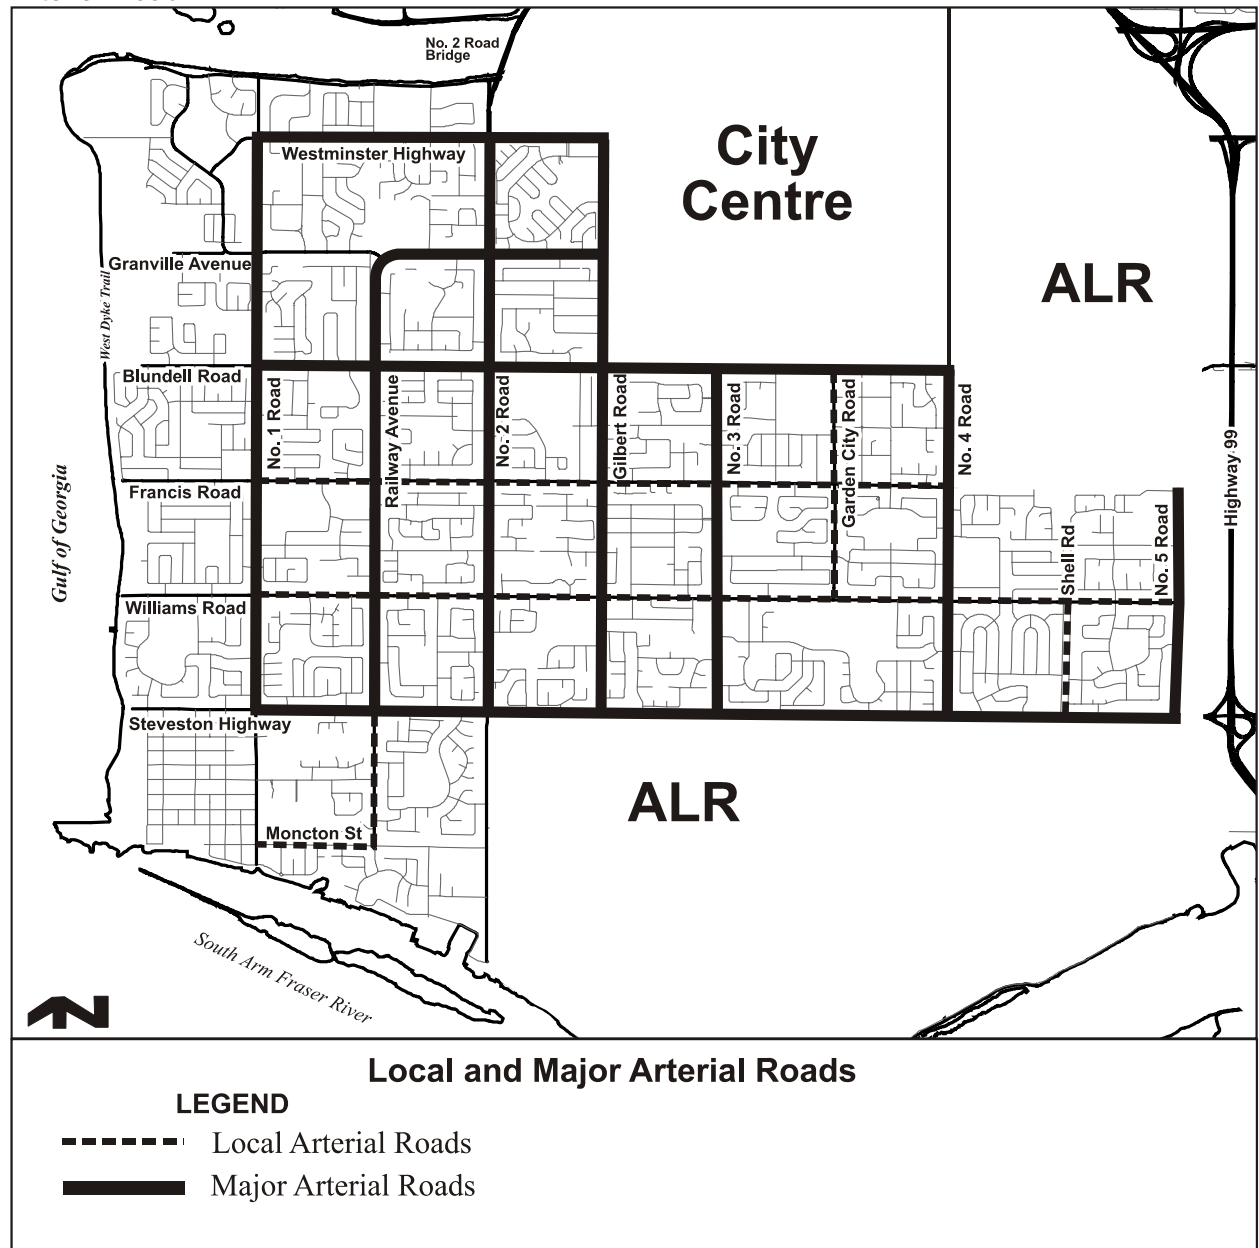 No. 2 Road
Bridge
City
Centre
Westminster Highway
Granville Avenue
ALR
West Dyke Trail
Blundell Road
No. 1 Road
Railway Avenue
No. 2 Road
Gilbert Road
No. 3 Road
Garden City Road
No. 4 Road
Highway 99
Gulf of Georgia
Francis Road
Shell Rd
No. 5 Road
Williams Road
Steveston Highway
ALR
Moncton St
South Arm Fraser River
N
Local and Major Arterial Roads
LEGEND
Local Arterial Roads
Major Arterial Roads